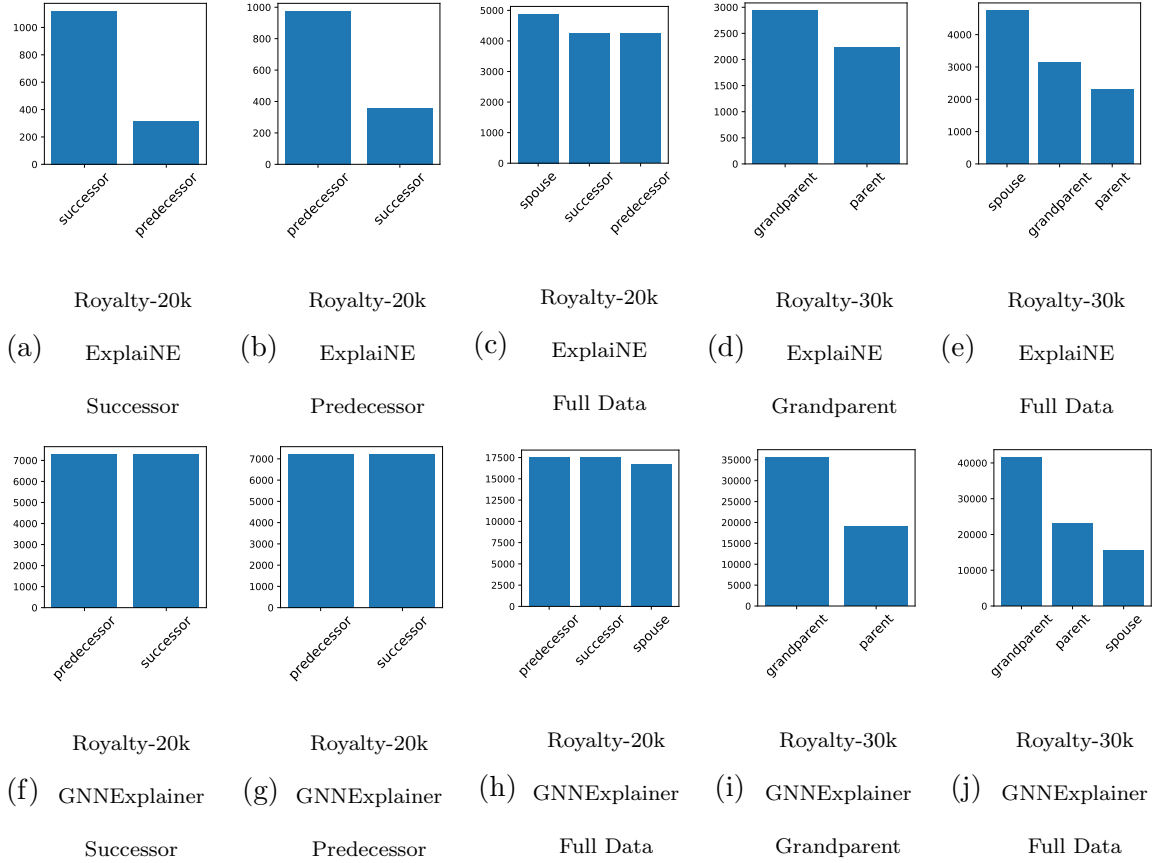 1000
800
600
400
200
0
successor
predecessor
1000
800
600
400
200
0
predecessor
successor
5000
4000
3000
2000
1000
0
spouse
successor
predecessor
3000
2500
2000
1500
1000
500
0
grandparent
parent
4000
3000
2000
1000
0
spouse
grandparent
parent
(a) Royalty-20k
ExplaiNE
Successor
(b) Royalty-20k
ExplaiNE
Predecessor
(c) Royalty-20k
ExplaiNE
Full Data
(d) Royalty-30k
ExplaiNE
Grandparent
(e) Royalty-30k
ExplaiNE
Full Data
7000
6000
5000
4000
3000
2000
1000
0
predecessor
successor
7000
6000
5000
4000
3000
2000
1000
0
predecessor
successor
17500
15000
12500
10000
7500
5000
2500
0
predecessor
successor
spouse
35000
30000
25000
20000
15000
10000
5000
0
grandparent
parent
40000
30000
20000
10000
0
grandparent
parent
spouse
(f) Royalty-20k
GNNExplainer
Successor
(g) Royalty-20k
GNNExplainer
Predecessor
(h) Royalty-20k
GNNExplainer
Full Data
(i) Royalty-30k
GNNExplainer
Grandparent
(j) Royalty-30k
GNNExplainer
Full Data